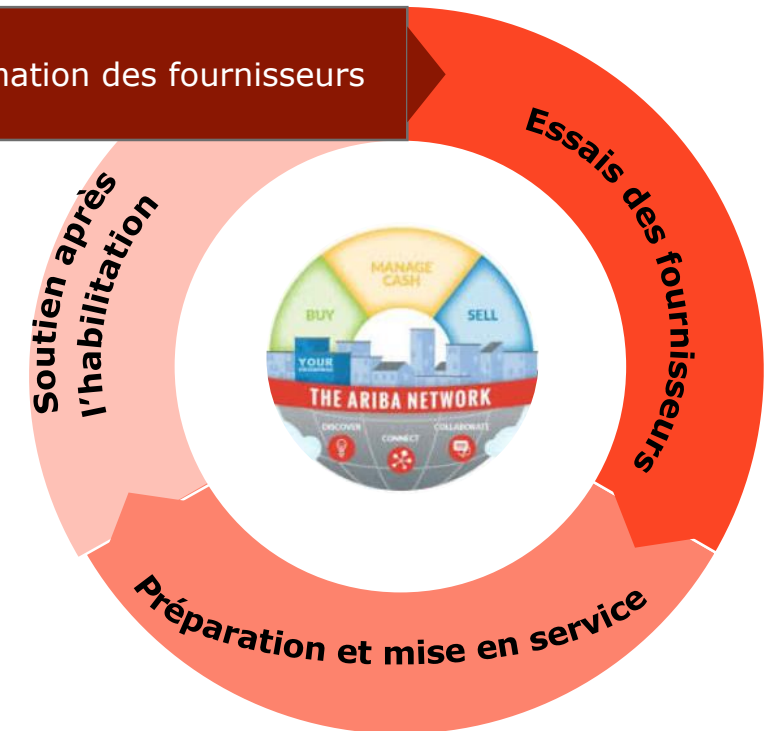 mation des fournisseurs
Essais des fournisseurs
Soutien après
l'habilitation
MANAGE
CASH
BUY
SELL
YOUR
THE ARIBA NETWORK
DISCOVER
CONNECT
COLLABORATE
Préparation et mise en service